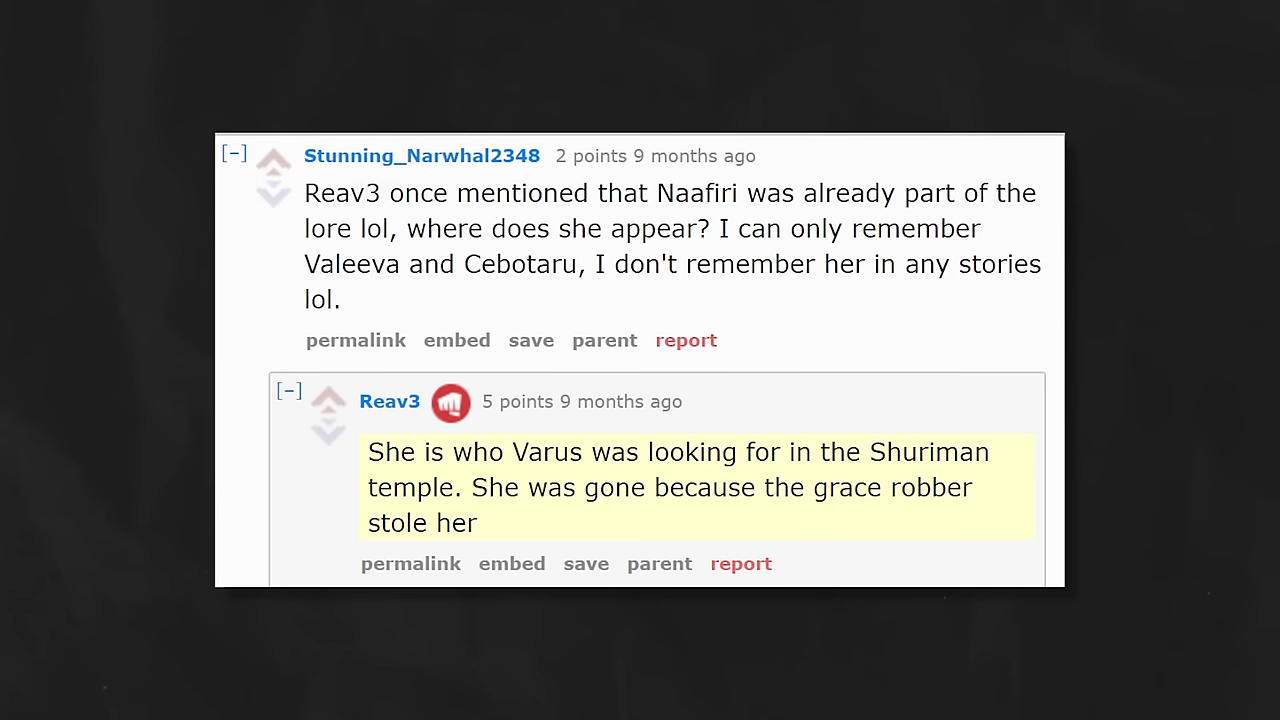 [–] Stunning_Narwhal2348 2 points 9 months ago
Reav3 once mentioned that Naafiri was already part of the
lore lol, where does she appear? I can only remember
Valeeva and Cebotaru, I don't remember her in any stories
lol.
permalink embed save parent report
[–] Reav3 5 points 9 months ago
She is who Varus was looking for in the Shuriman
temple. She was gone because the grace robber
stole her
permalink embed save parent report